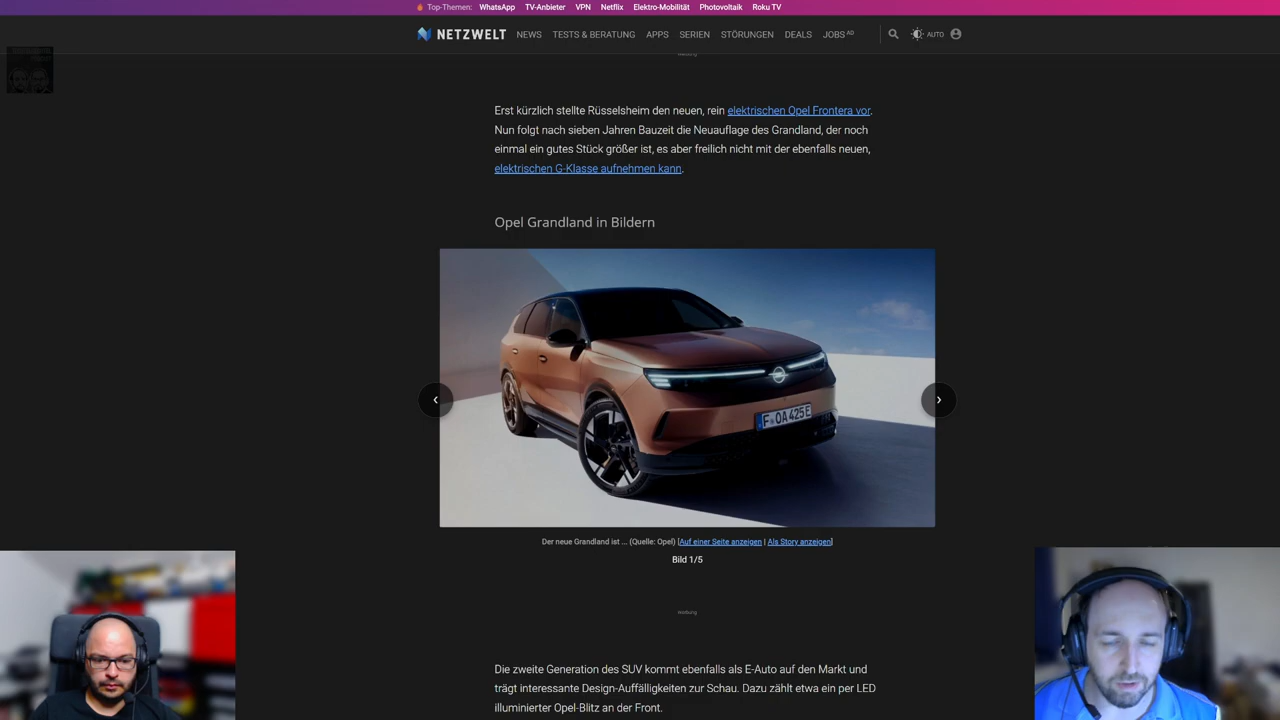 Top-Themen: WhatsApp TV-Anbieter VPN Netflix Elektro-Mobilität Photovoltaik Roku TV
NETZWELT NEWS TESTS & BERATUNG APPS SERIEN STÖRUNGEN DEALS JOBS AD AUTO
Erst kürzlich stellte Rüsselsheim den neuen, rein elektrischen Opel Frontera vor.
Nun folgt nach sieben Jahren Bauzeit die Neuauflage des Grandland, der noch
einmal ein gutes Stück größer ist, es aber freilich nicht mit der ebenfalls neuen,
elektrischen G-Klasse aufnehmen kann.
Opel Grandland in Bildern
F OA 425E
Der neue Grandland ist ... (Quelle: Opel) [Auf einer Seite anzeigen | Als Story anzeigen]
Bild 1/5
Werbung
Die zweite Generation des SUV kommt ebenfalls als E-Auto auf den Markt und
trägt interessante Design-Auffälligkeiten zur Schau. Dazu zählt etwa ein per LED
illuminierter Opel-Blitz an der Front.